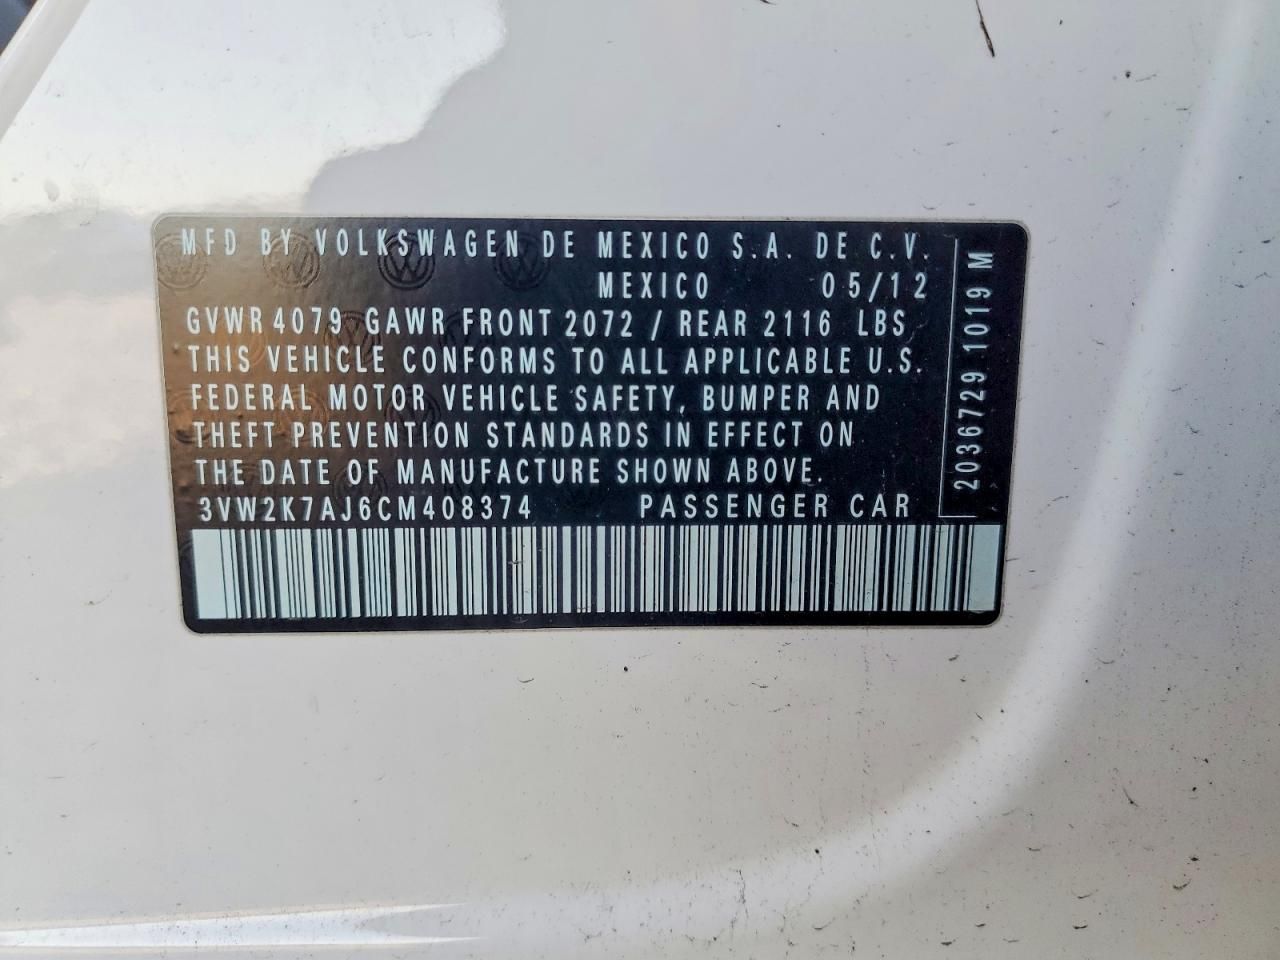 MFD BY VOLKSWAGEN DE MEXICO S.A. DE C.V.
MEXICO 05/12
GVWR 4079 GAWR FRONT 2072 / REAR 2116 LBS
THIS VEHICLE CONFORMS TO ALL APPLICABLE U.S.
FEDERAL MOTOR VEHICLE SAFETY, BUMPER AND
THEFT PREVENTION STANDARDS IN EFFECT ON
THE DATE OF MANUFACTURE SHOWN ABOVE.
3VW2K7AJ6CM408374 PASSENGER CAR
2036729 1019 M